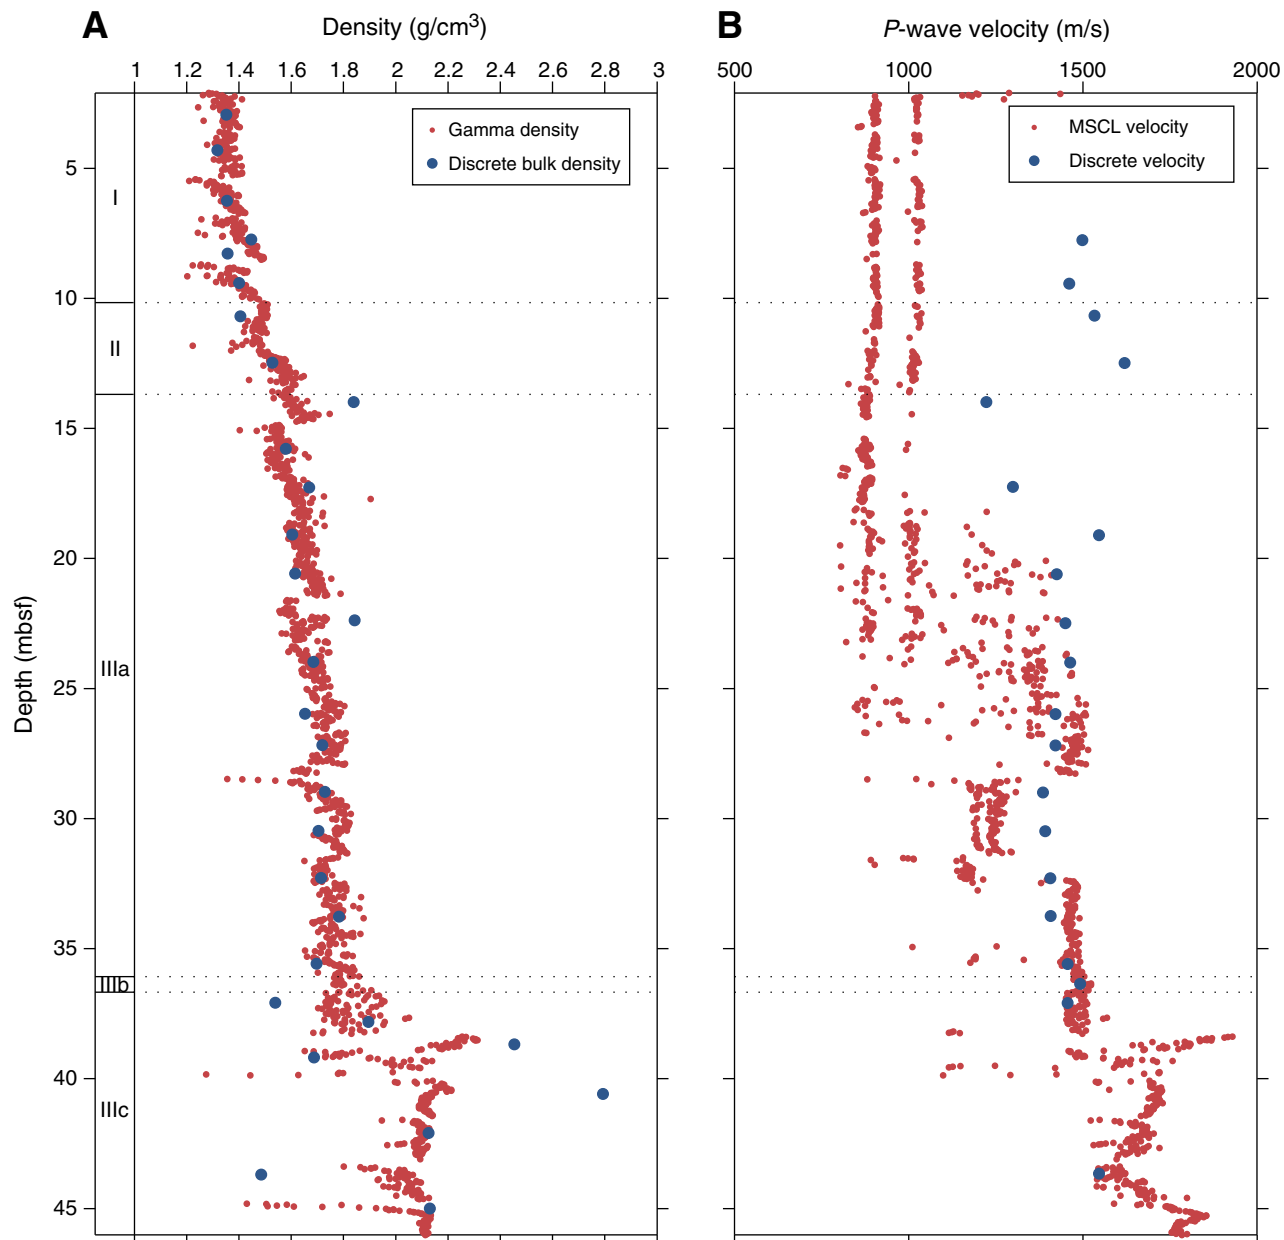 A
Density (g/cm³)
1 1.2 1.4 1.6 1.8 2 2.2 2.4 2.6 2.8 3
Gamma density
Discrete bulk density
B
P-wave velocity (m/s)
500 1000 1500 2000
MSCL velocity
Discrete velocity
Depth (mbsf)
5
10
15
20
25
30
35
40
45
I
II
IIIa
IIIb
IIIc